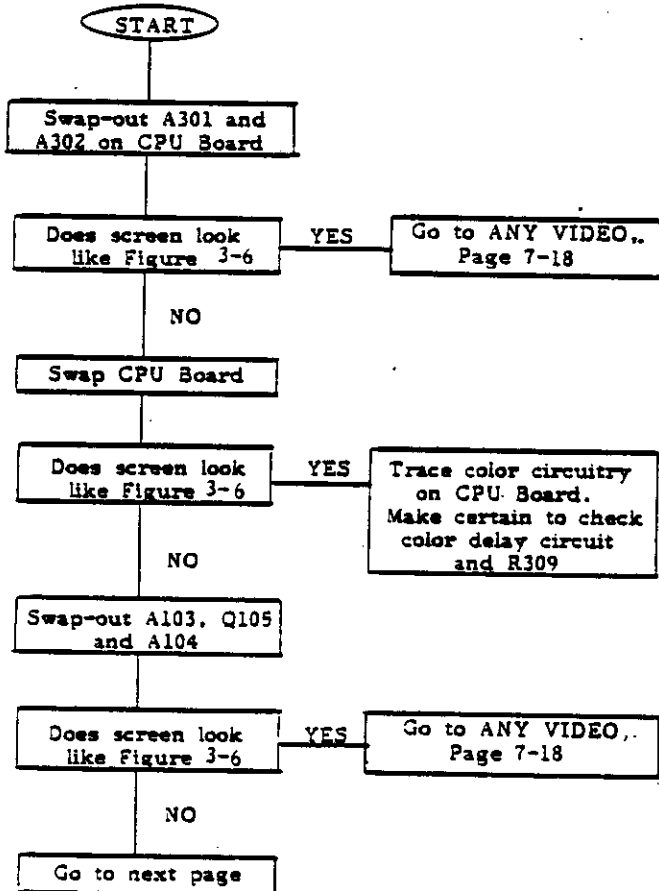 START
Swap-out A301 and
A302 on CPU Board
Does screen look
like Figure 3-6
YES
Go to ANY VIDEO,.
Page 7-18
NO
Swap CPU Board
Does screen look
like Figure 3-6
YES
Trace color circuitry
on CPU Board.
Make certain to check
color delay circuit
and R309
NO
Swap-out A103, Q105
and A104
Does screen look
like Figure 3-6
YES
Go to ANY VIDEO,.
Page 7-18
NO
Go to next page